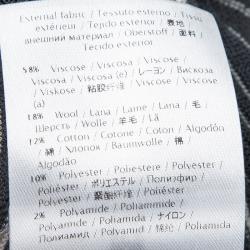 External fabric / Tessuto esterno / Tissu
extérieur / Tejido exterior / 表地
внешний материал / Oberstoff / 面料
/ Tecido exterior
58% Viscose / Viscosa / Viscose /
Viscosa / Viscosa (e) / レーヨン / Вискоза
/ Viskose / 粘胶纤维 / Viscose / Viscose
(a)
18% Wool / Lana / Laine / Lana / 毛 /
Шерсть / Wolle / 羊毛 / Lã
12% Cotton / Cotone / Coton / Algodón
/ 綿 / Хлопок / Baumwolle / 棉 /
Algodão
10% Polyester / Poliestere / Polyester /
Poliéster / ポリエステル / Полиэфир /
Polyester / 聚酯纤维 / Poliéster
2% Polyamide / Poliammide /
Polyamide / Poliamida / ナイロン /
Полиамид / Polyamid / 锦纶 / Poliamida